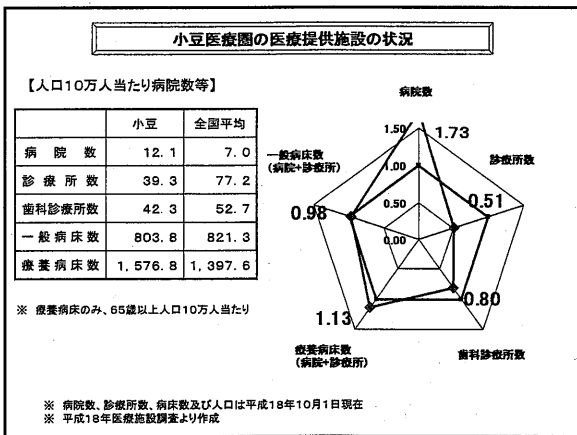 小豆医療圏の医療提供施設の状況
【人口10万人当たり病院数等】
小豆 全国平均
病院数 12.1 7.0
診療所数 39.3 77.2
歯科診療所数 42.3 52.7
一般病床数 803.8 821.3
療養病床数 1,576.8 1,397.6
※ 療養病床のみ、65歳以上人口10万人当たり
病院数
1.50
1.73
一般病床数
(病院+診療所)
診療所数
1.00
0.98
0.51
0.50
0.00
0.80
1.13
療養病床数
(病院+診療所)
歯科診療所数
※ 病院数、診療所数、病床数及び人口は平成18年10月1日現在
※ 平成18年医療施設調査より作成